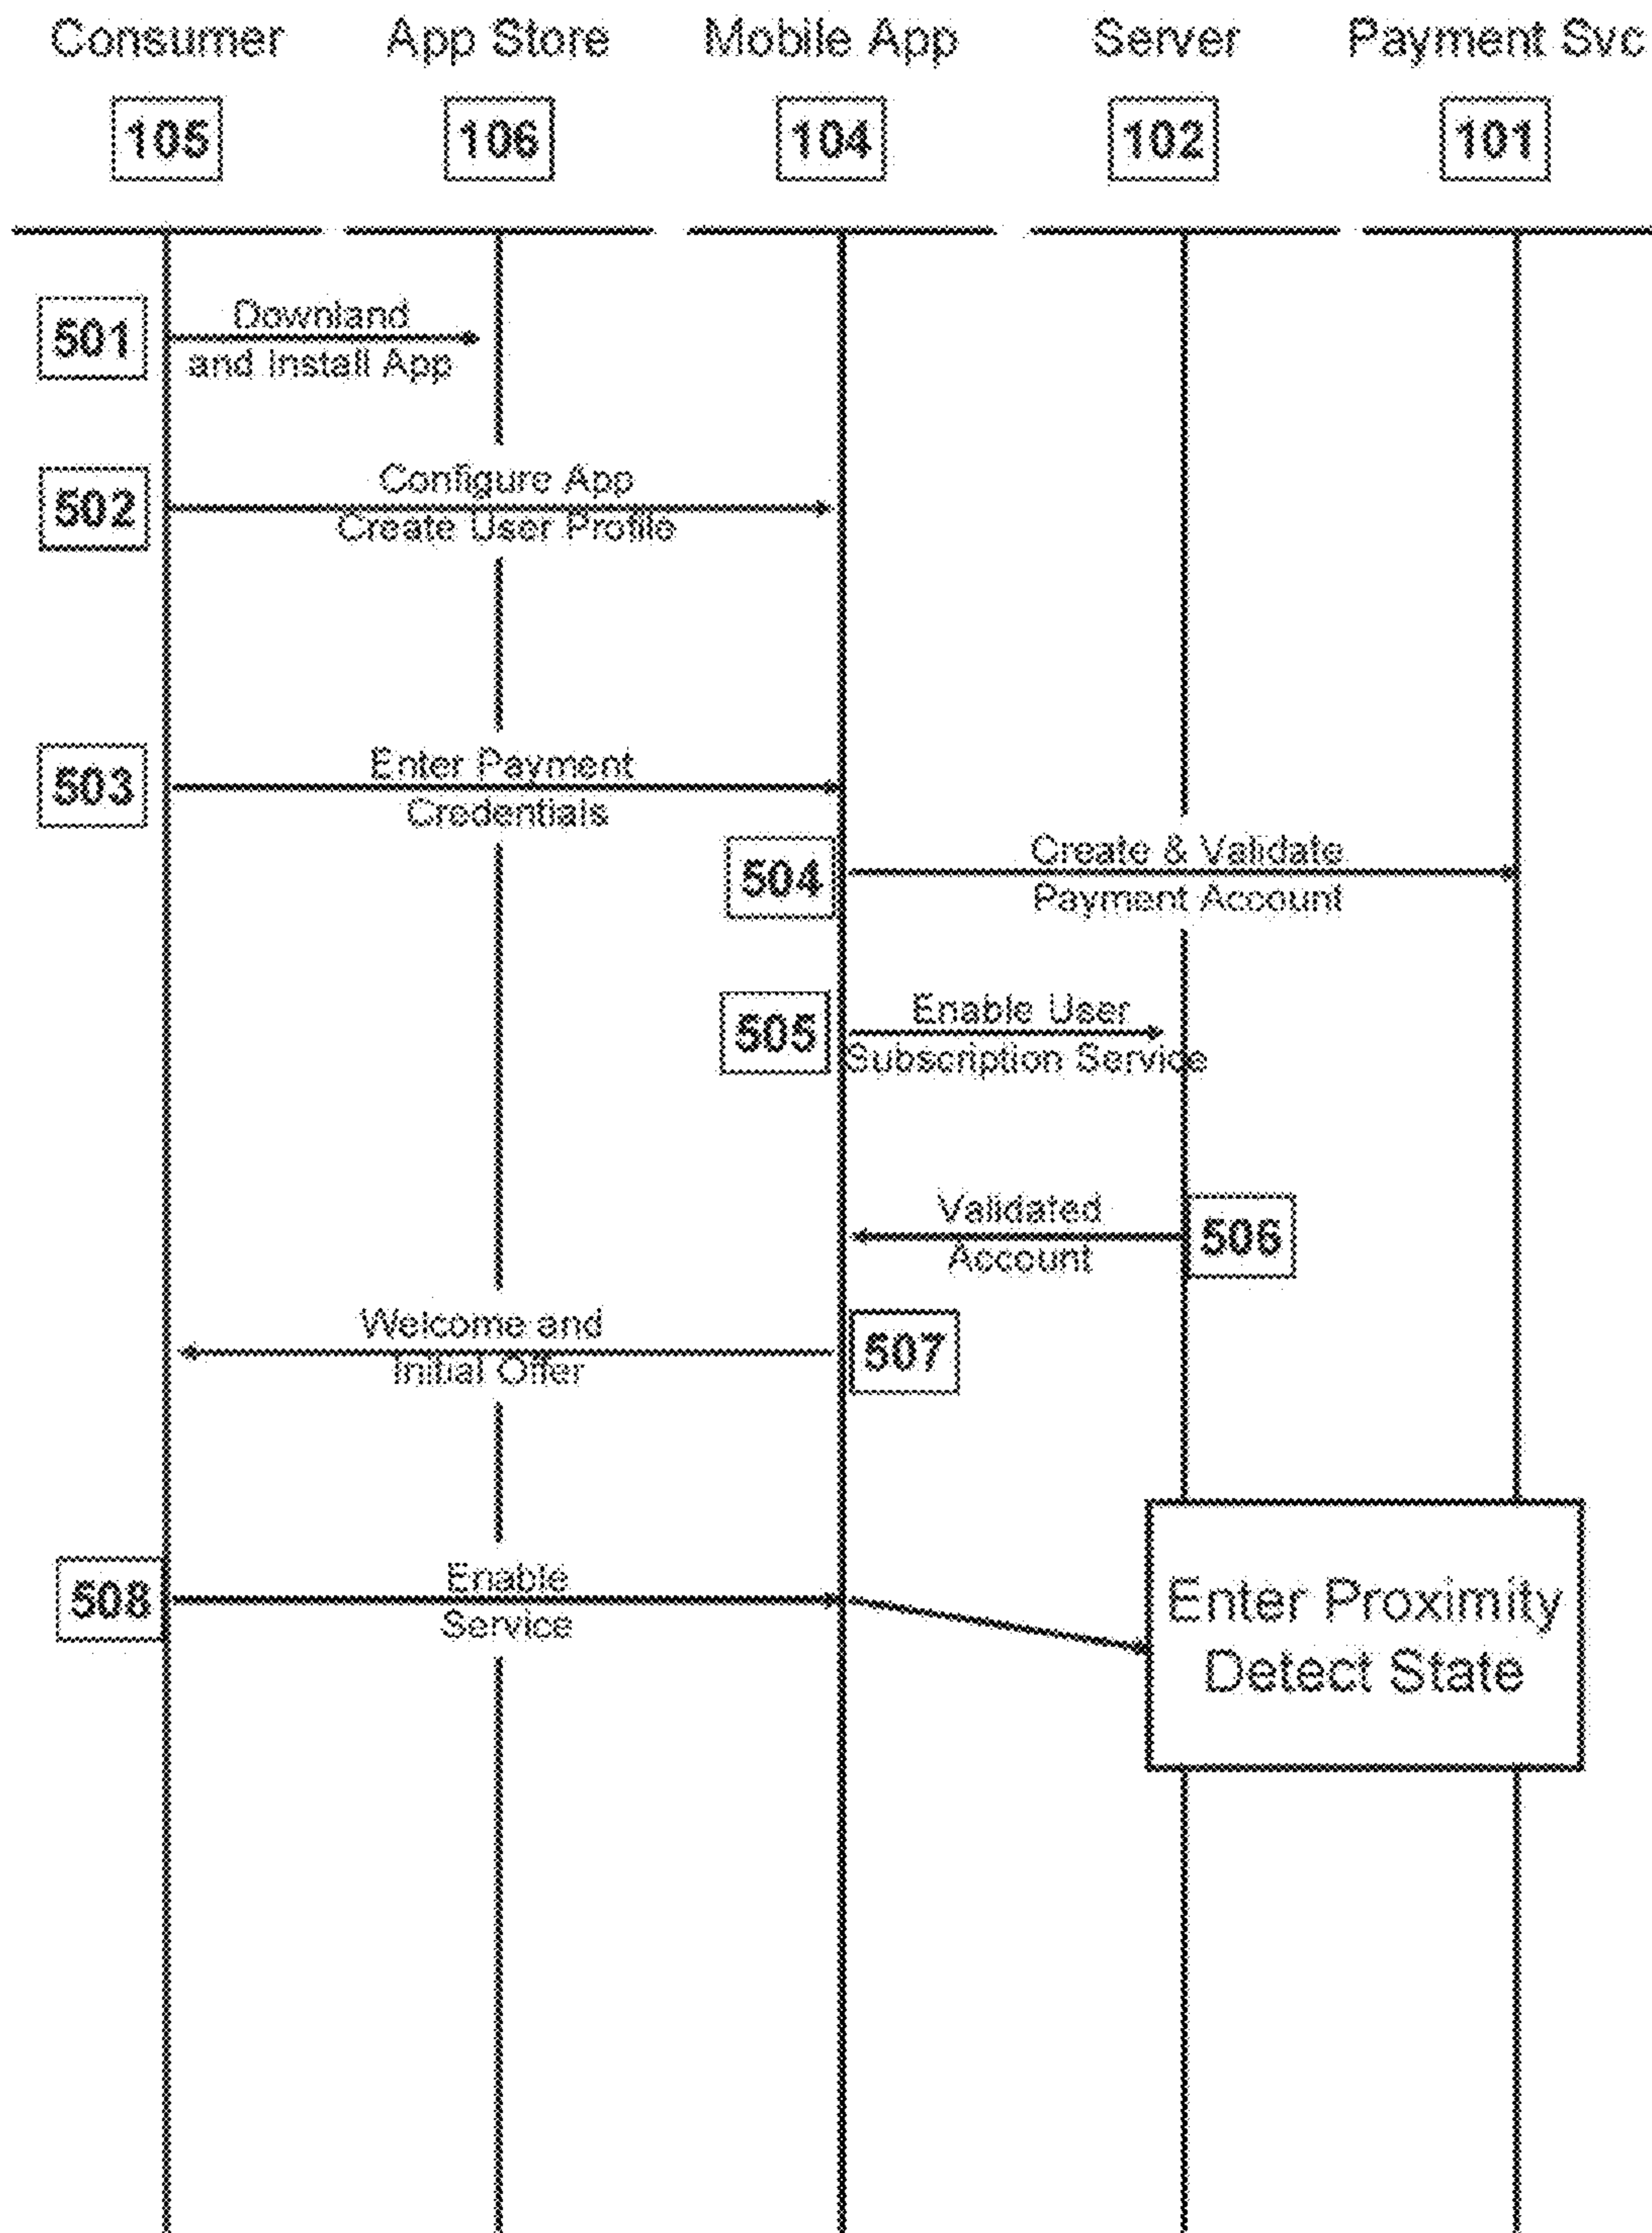 Consumer App Store Mobile App Server Payment Svc
105 106 104 102 101
501 Downland
and Install App
502 Configure App
Create User Profile
503 Enter Payment
Credentials
504 Create & Validate
Payment Account
505 Enable User
Subscription Service
Validated 506
Account
Welcome and 507
Initial Offer
508 Enable
Service
Enter Proximity
Detect State